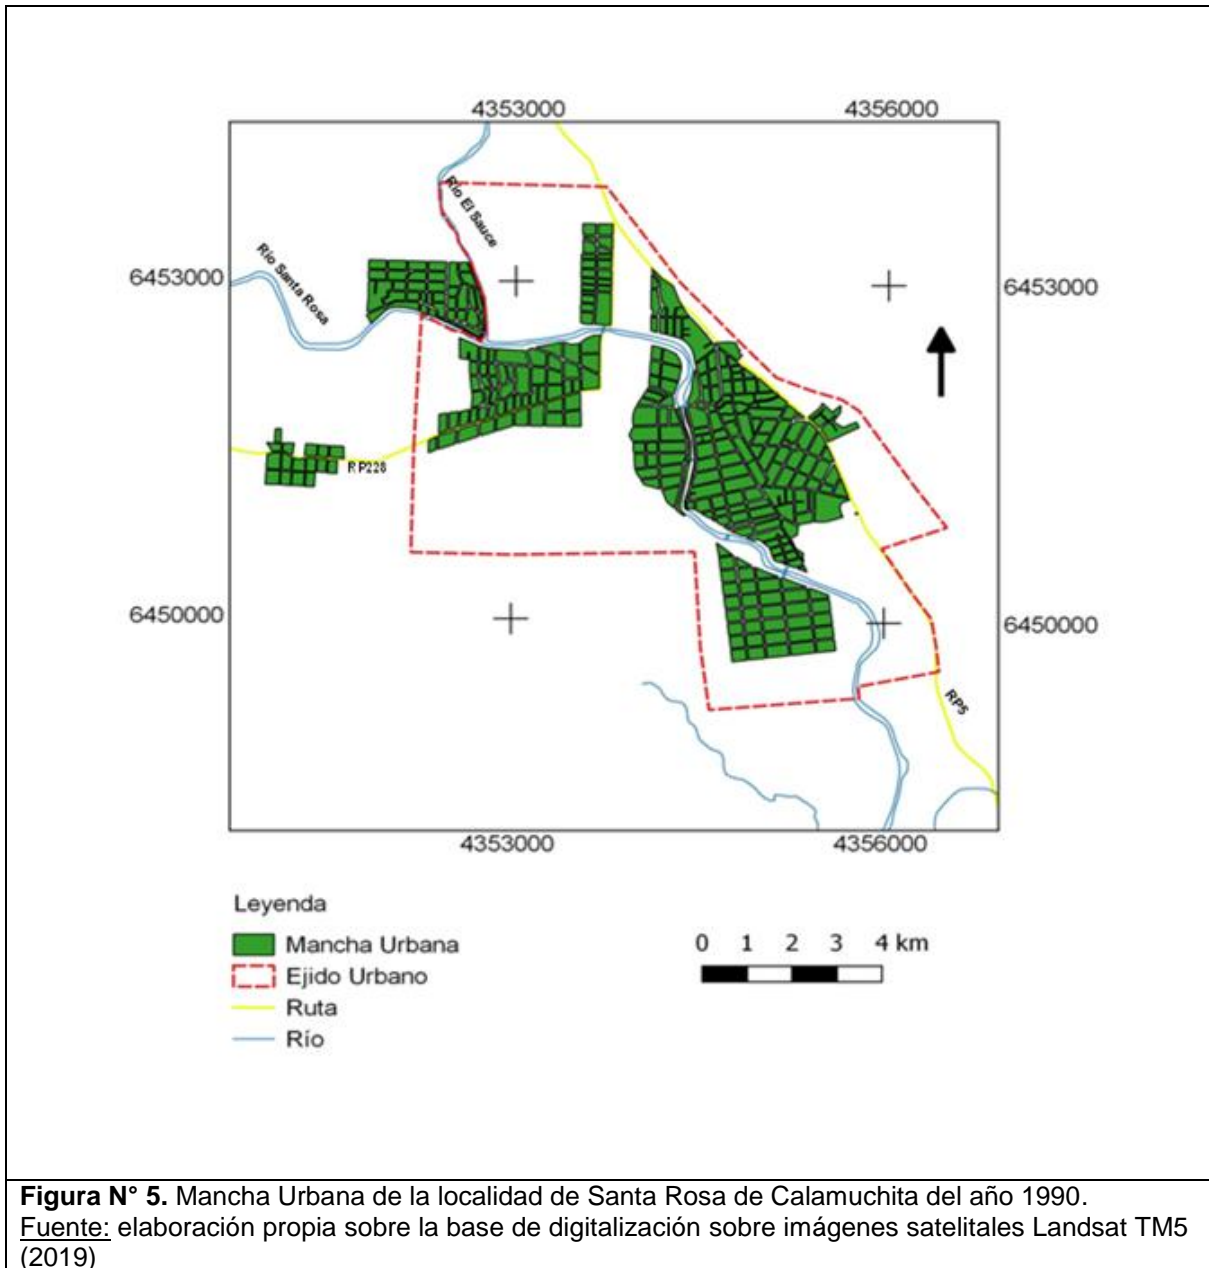 4353000 4356000
Río El Sauce
Río Santa Rosa
6453000 6453000
RP228
6450000 6450000
RP5
4353000 4356000
Leyenda
Mancha Urbana
Ejido Urbano
Ruta
Río
0 1 2 3 4 km
Figura N° 5. Mancha Urbana de la localidad de Santa Rosa de Calamuchita del año 1990.
Fuente: elaboración propia sobre la base de digitalización sobre imágenes satelitales Landsat TM5
(2019)